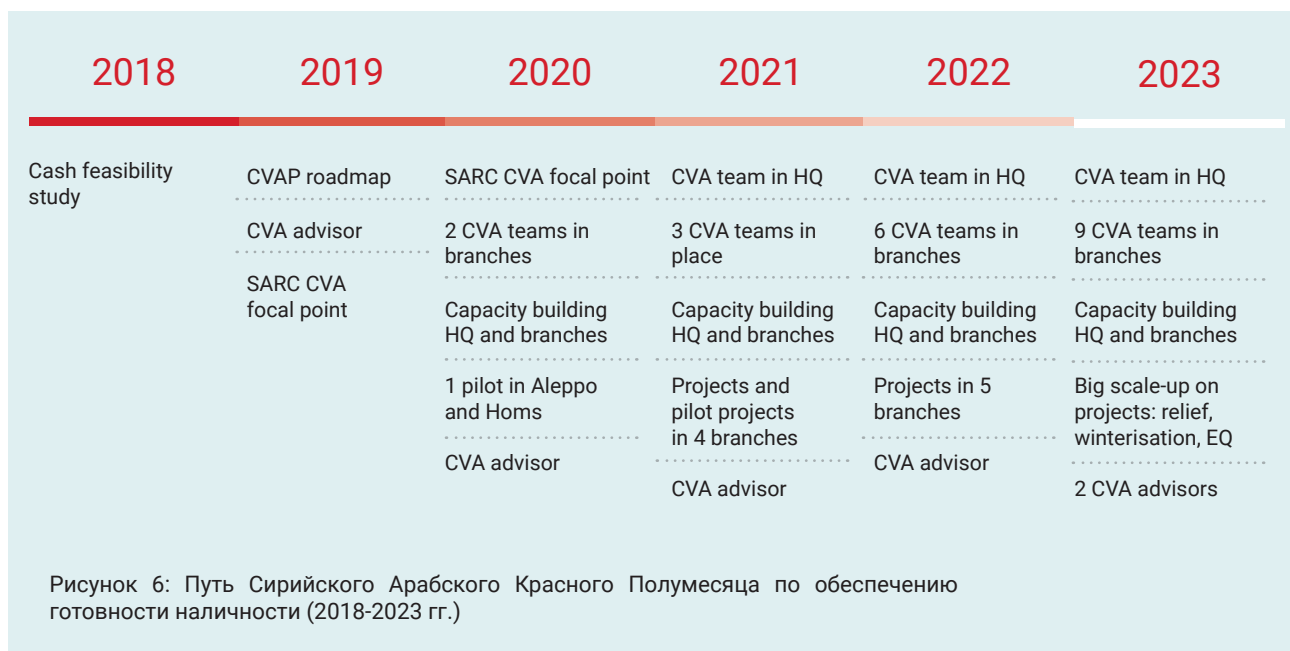 2018
2019
2020
2021
2022
2023
Cash feasibility
study
CVAP roadmap
CVA advisor
SARC CVA
focal point
SARC CVA focal point
2 CVA teams in
branches
Capacity building
HQ and branches
1 pilot in Aleppo
and Homs
CVA advisor
CVA team in HQ
3 CVA teams in
place
Capacity building
HQ and branches
Projects and
pilot projects
in 4 branches
CVA advisor
CVA team in HQ
6 CVA teams in
branches
Capacity building
HQ and branches
Projects in 5
branches
CVA advisor
CVA team in HQ
9 CVA teams in
branches
Capacity building
HQ and branches
Big scale-up on
projects: relief,
winterisation, EQ
2 CVA advisors
Рисунок 6: Путь Сирийского Арабского Красного Полумесяца по обеспечению
готовности наличности (2018-2023 гг.)